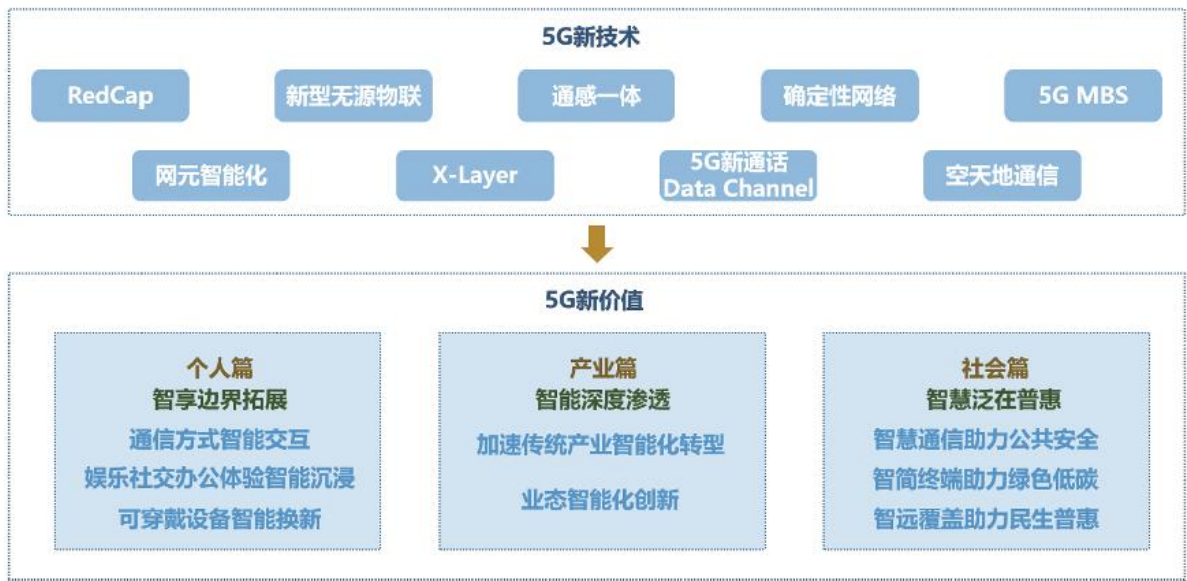 5G新技术
RedCap
新型无源物联
通感一体
确定性网络
5G MBS
网元智能化
X-Layer
5G新通话
Data Channel
空天地通信
5G新价值
个人篇
智享边界拓展
通信方式智能交互
娱乐社交办公体验智能沉浸
可穿戴设备智能换新
产业篇
智能深度渗透
加速传统产业智能化转型
业态智能化创新
社会篇
智慧泛在普惠
智慧通信助力公共安全
智简终端助力绿色低碳
智远覆盖助力民生普惠